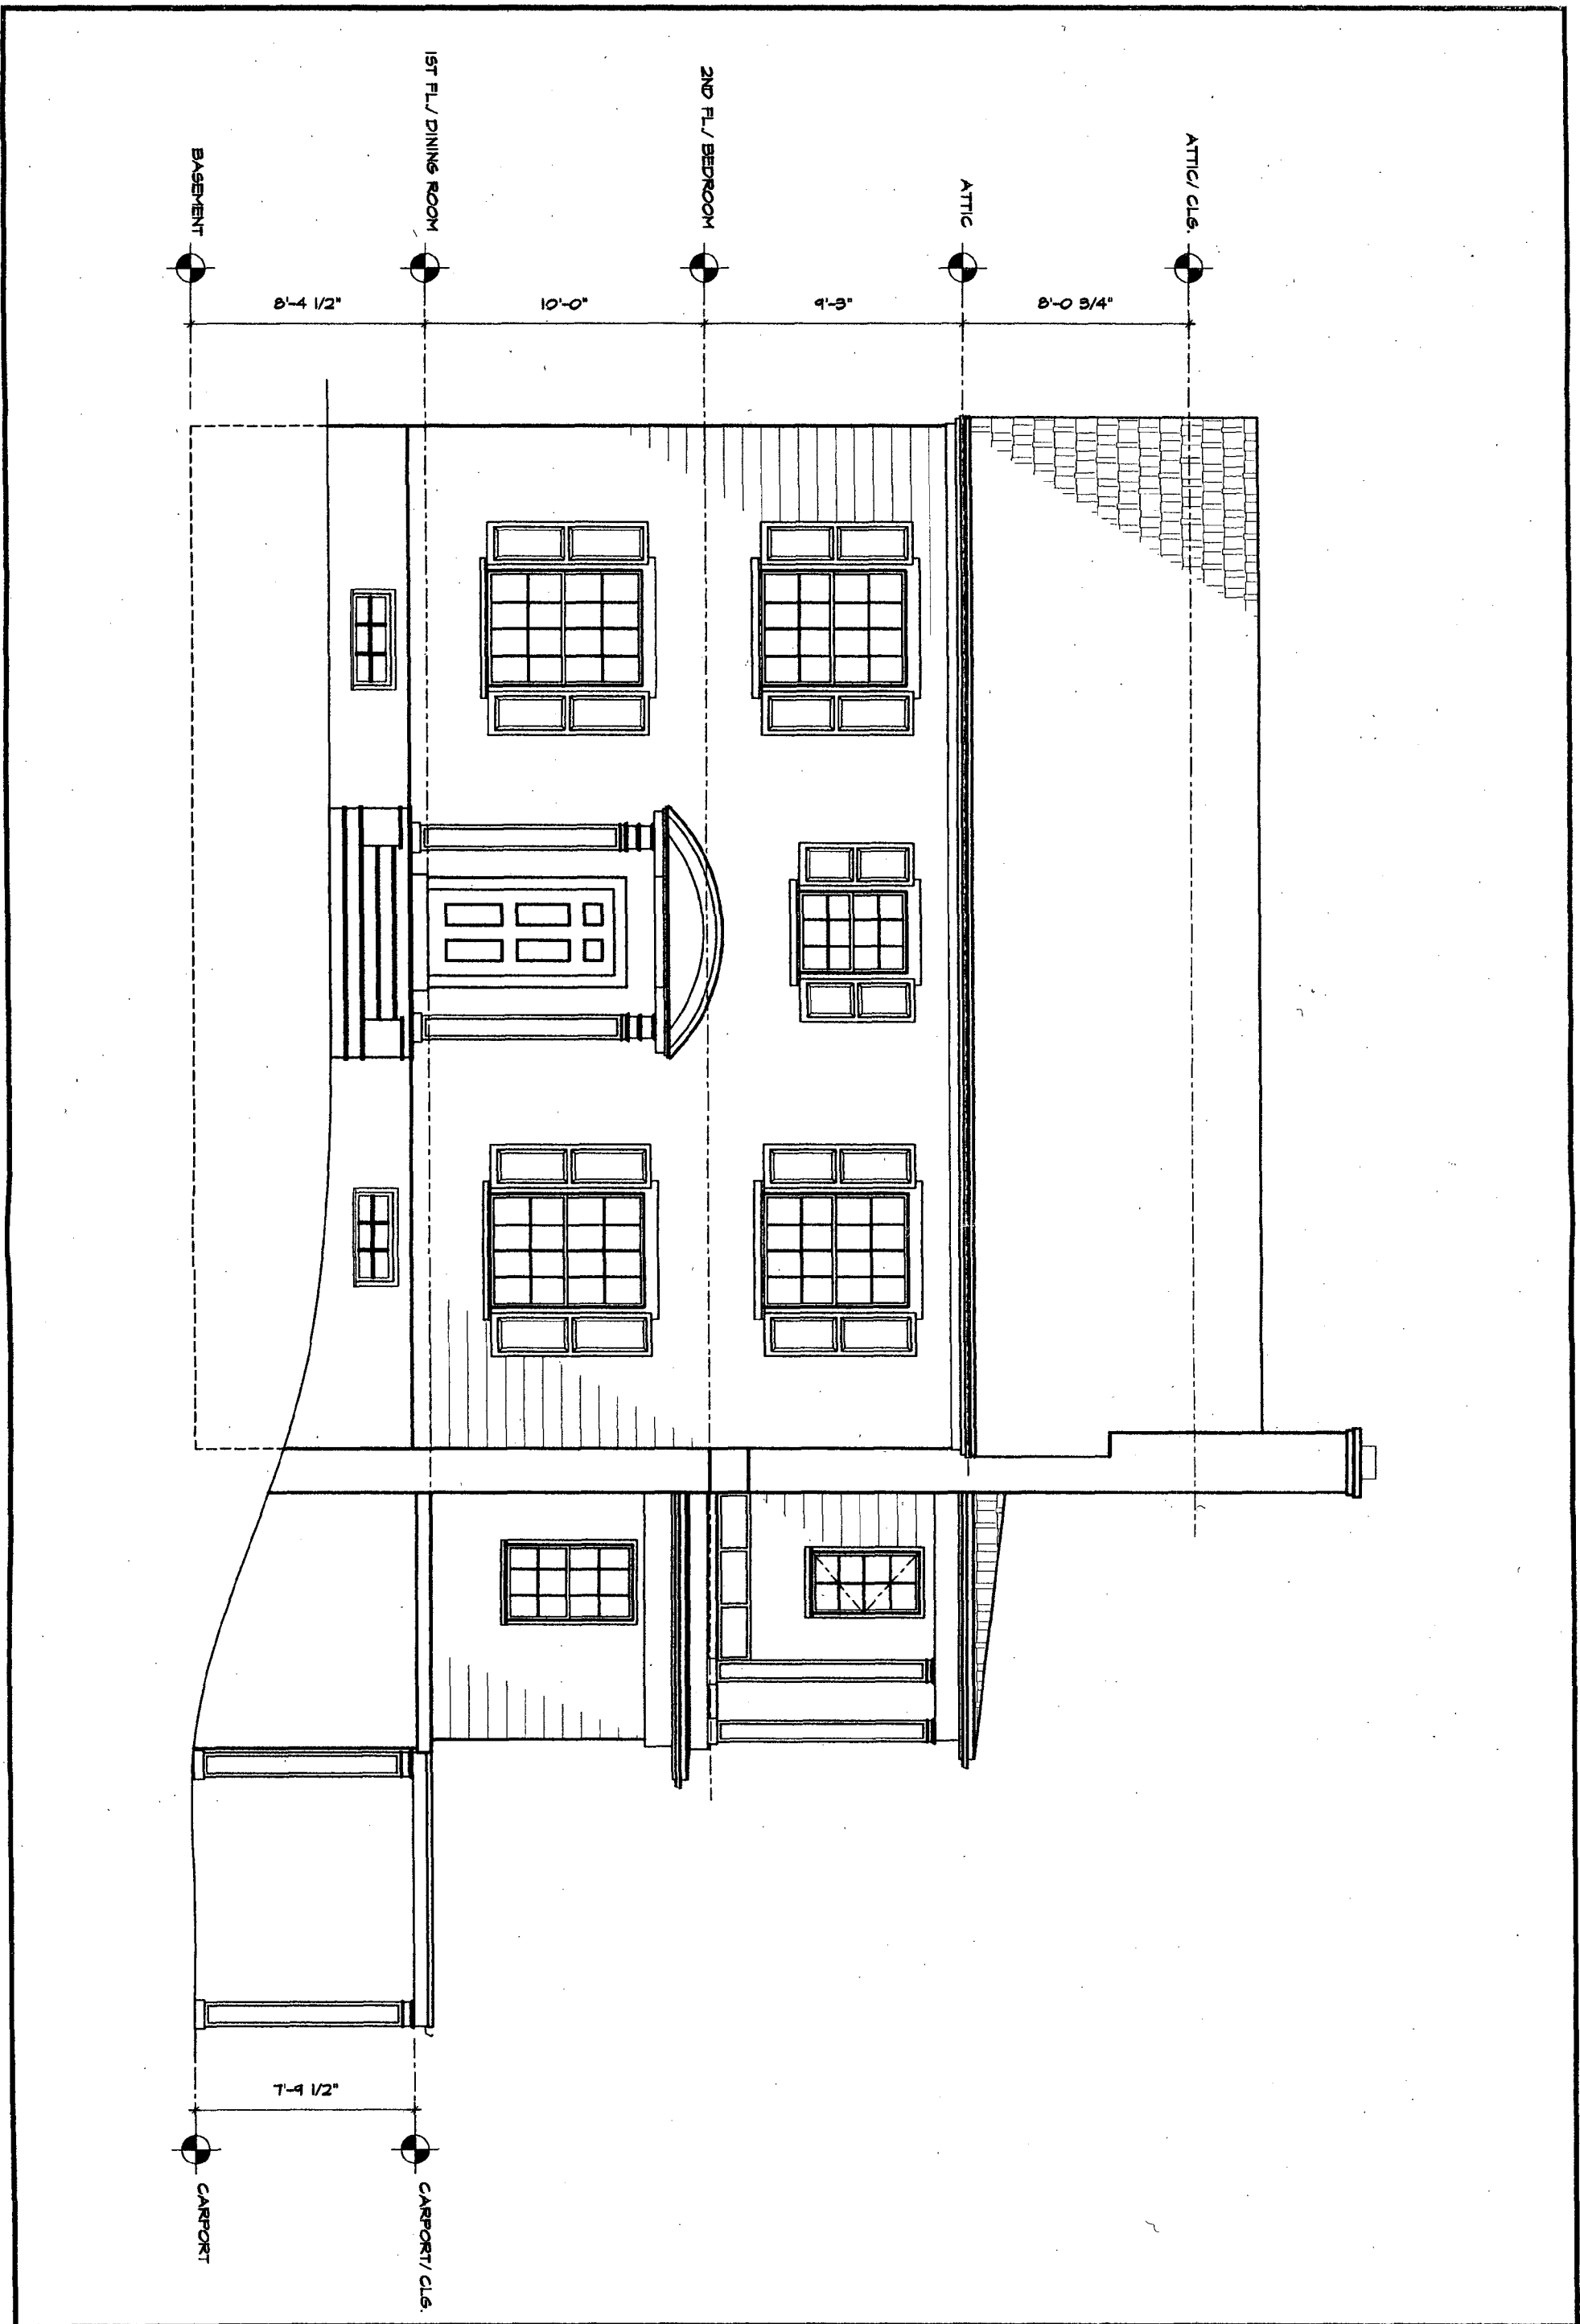 ATTIC/ CLG.
8'-0 3/4"
ATTIC
9'-3"
2ND FL./ BEDROOM
10'-0"
1ST FL./ DINING ROOM
8'-4 1/2"
BASEMENT
CARPORT/ CLG.
7'-9 1/2"
CARPORT